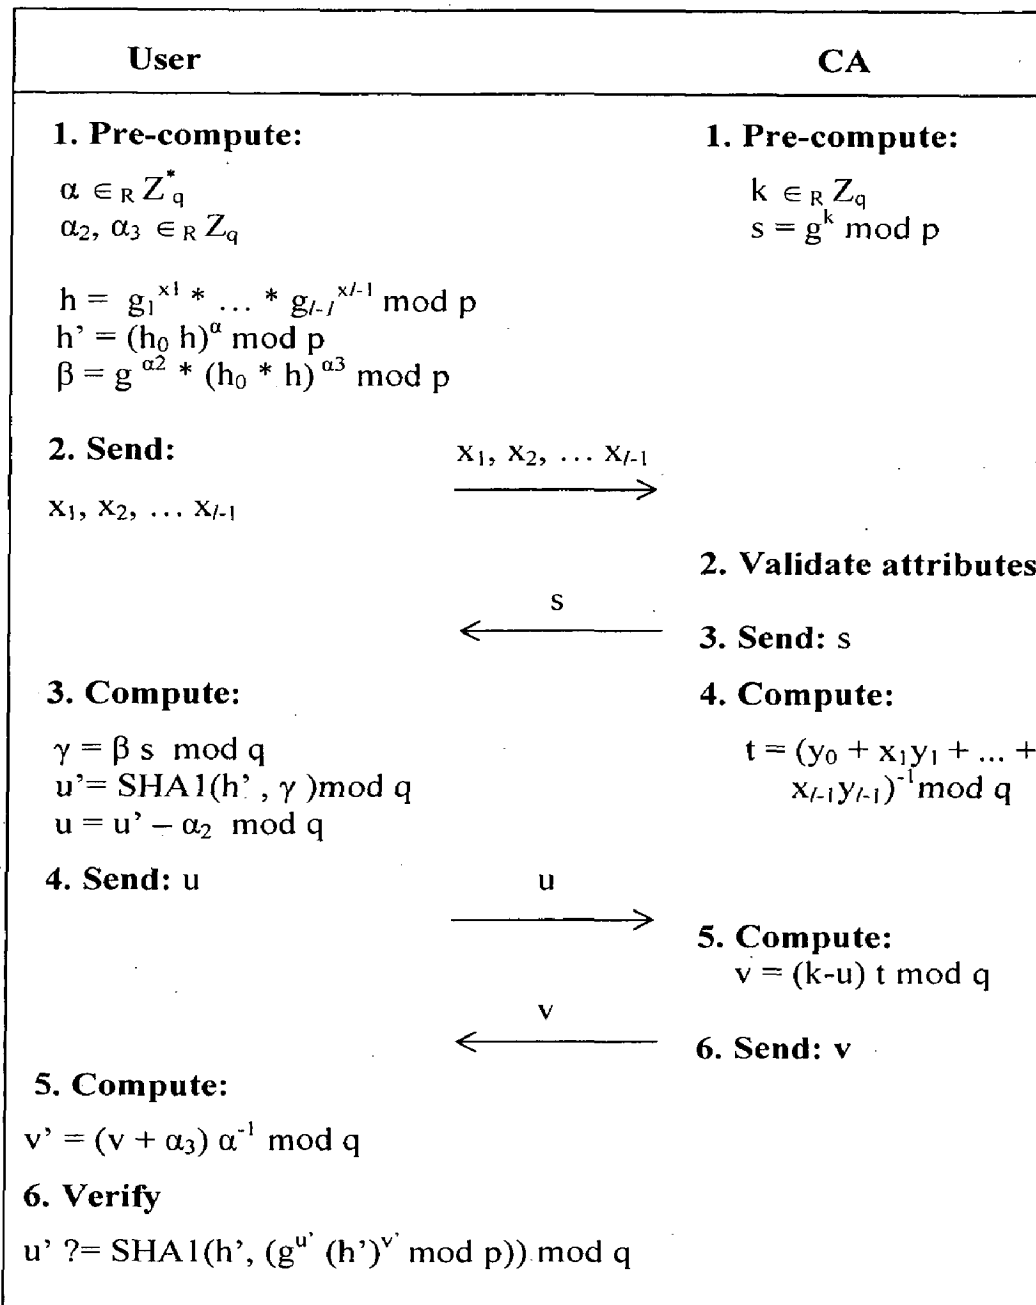 User CA
1. Pre-compute: 1. Pre-compute:
α ∈ R Z*q k ∈ R Zq
α2, α3 ∈ R Zq s = g^k mod p
h = g1^x1 * … * gl-1^xl-1 mod p
h’ = (h0 h)^α mod p
β = g^α2 * (h0 * h)^α3 mod p
2. Send: x1, x2, … xl-1
x1, x2, … xl-1
2. Validate attributes
s
3. Send: s
3. Compute: 4. Compute:
γ = β s mod q t = (y0 + x1y1 + ... +
u’= SHA1(h’ , γ )mod q xl-1yl-1)^-1 mod q
u = u’ – α2 mod q
4. Send: u u
5. Compute:
v = (k-u) t mod q
v
6. Send: v
5. Compute:
v’ = (v + α3) α^-1 mod q
6. Verify
u’ ?= SHA1(h’, (g^u’ (h’)^v’ mod p)) mod q